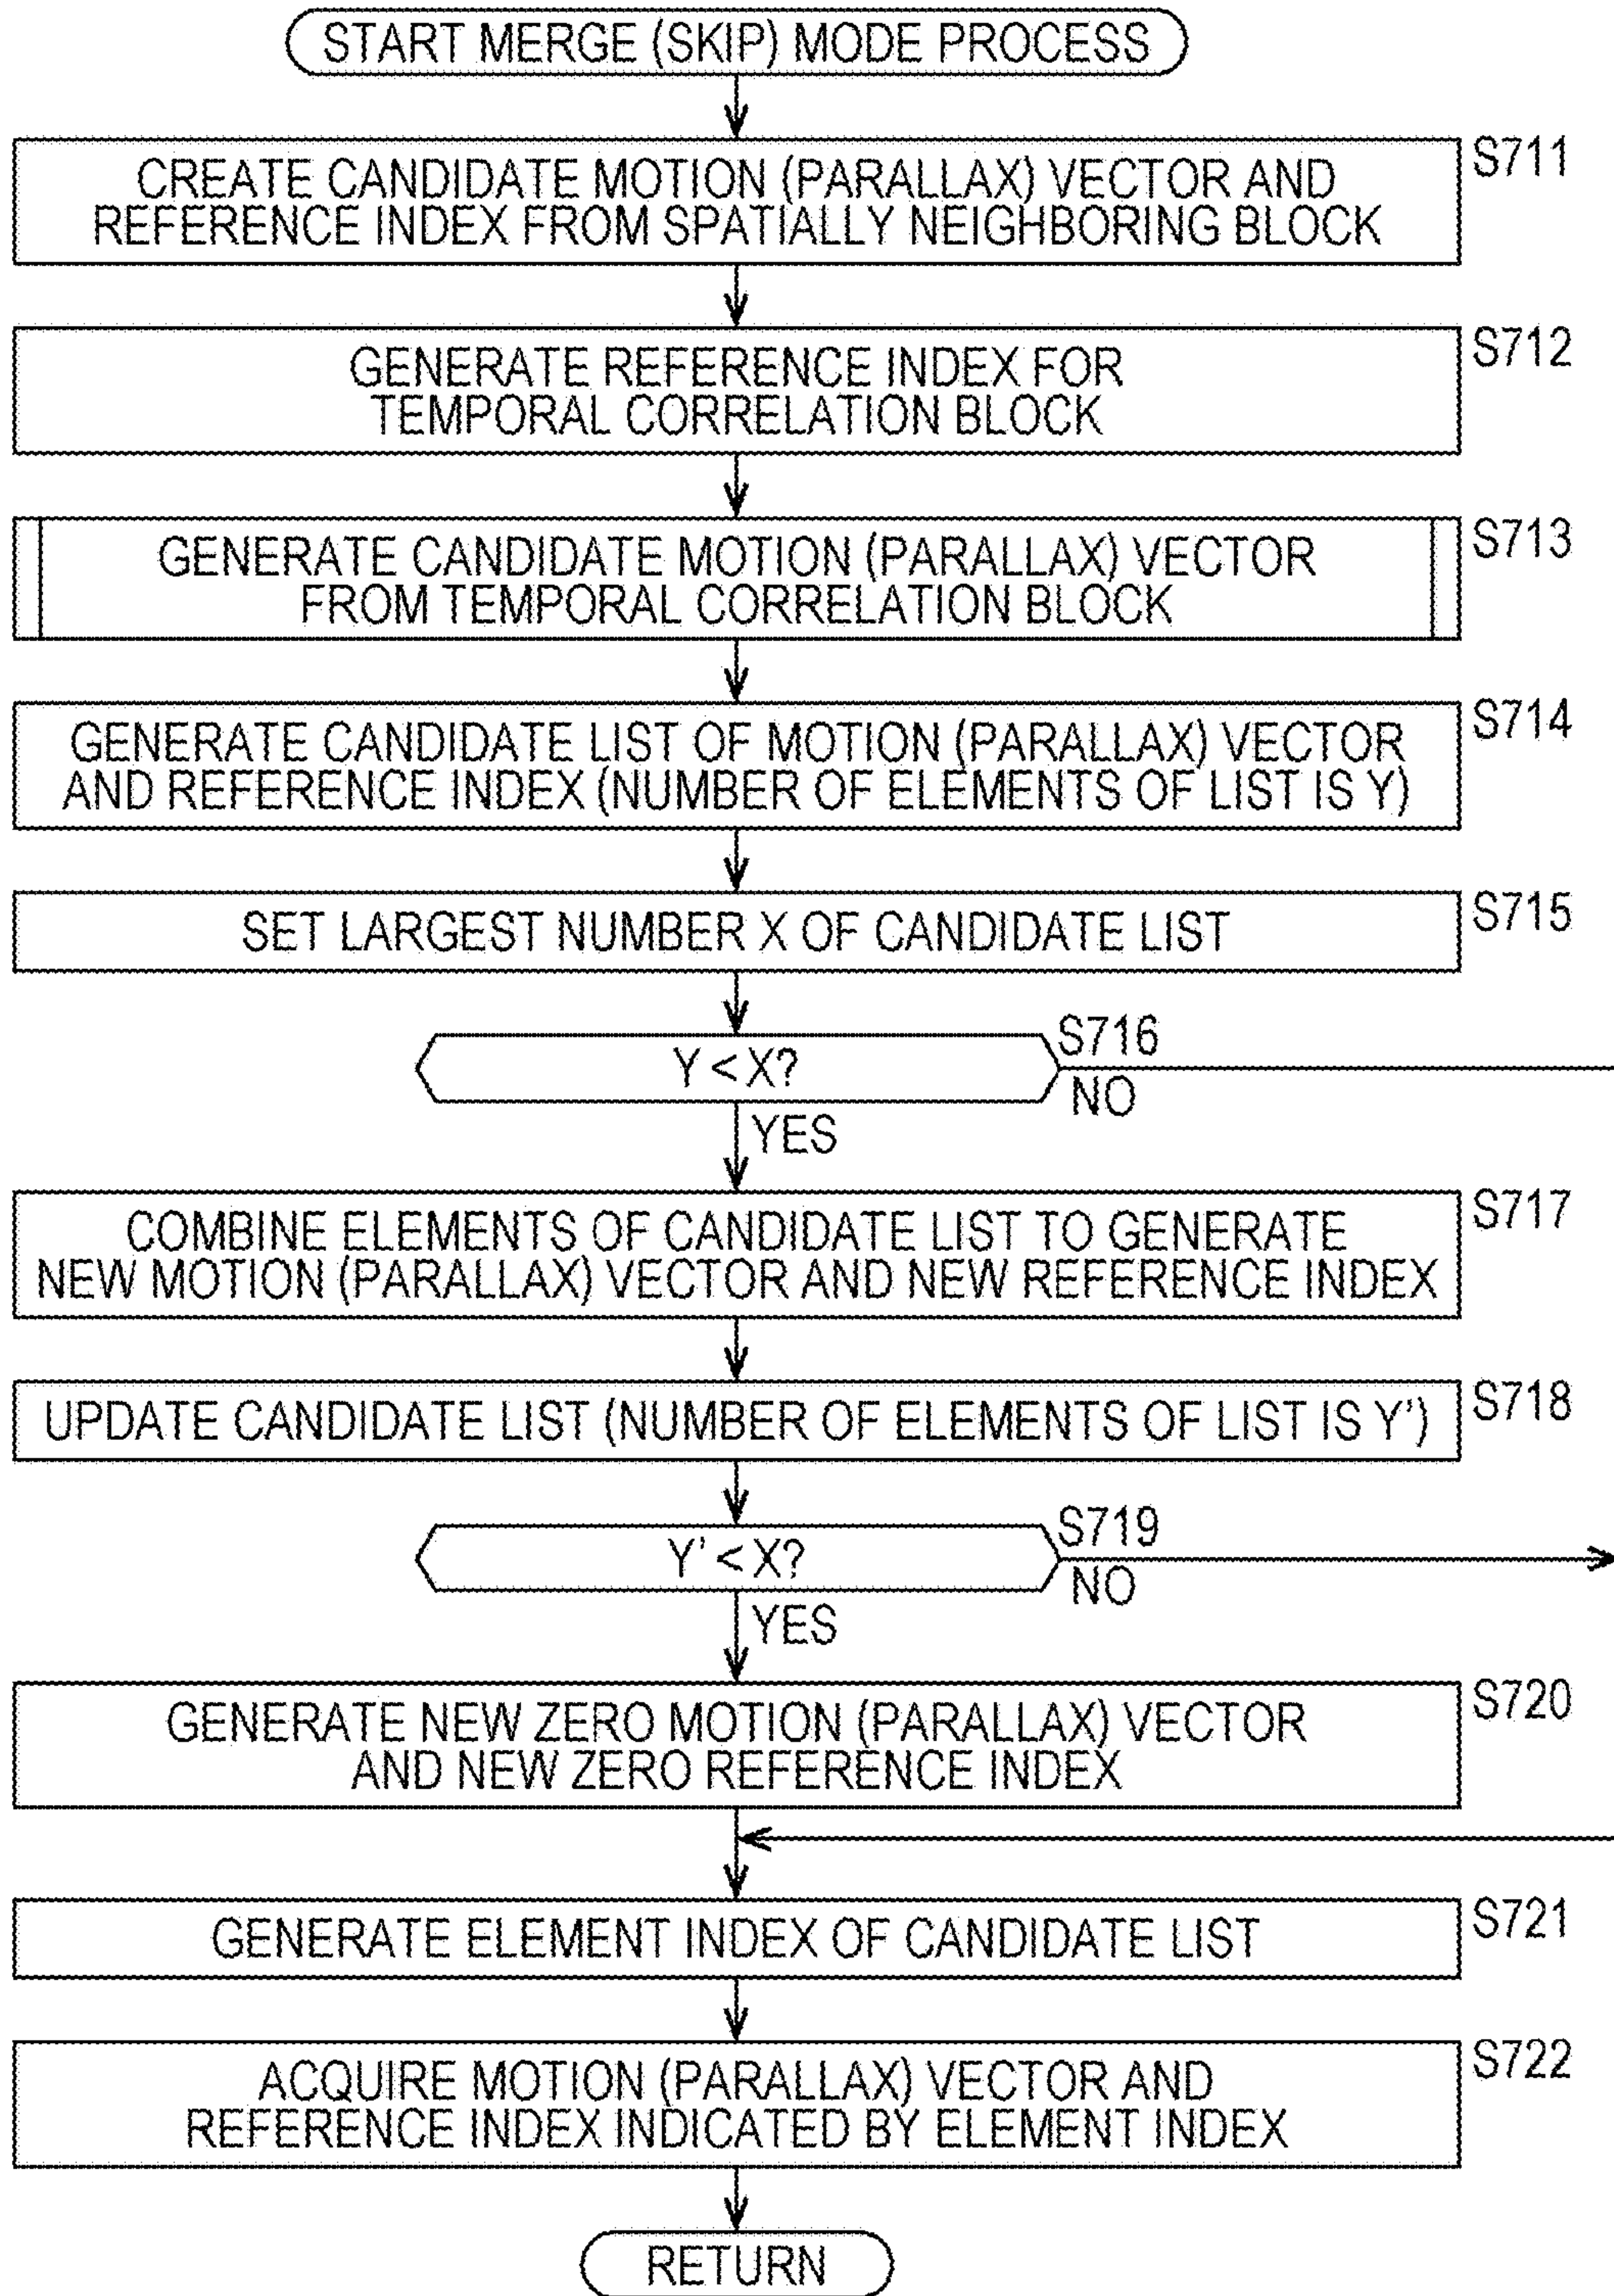 START MERGE (SKIP) MODE PROCESS
S711
CREATE CANDIDATE MOTION (PARALLAX) VECTOR AND
REFERENCE INDEX FROM SPATIALLY NEIGHBORING BLOCK
S712
GENERATE REFERENCE INDEX FOR
TEMPORAL CORRELATION BLOCK
S713
GENERATE CANDIDATE MOTION (PARALLAX) VECTOR
FROM TEMPORAL CORRELATION BLOCK
S714
GENERATE CANDIDATE LIST OF MOTION (PARALLAX) VECTOR
AND REFERENCE INDEX (NUMBER OF ELEMENTS OF LIST IS Y)
S715
SET LARGEST NUMBER X OF CANDIDATE LIST
S716
Y < X?
NO
YES
S717
COMBINE ELEMENTS OF CANDIDATE LIST TO GENERATE
NEW MOTION (PARALLAX) VECTOR AND NEW REFERENCE INDEX
S718
UPDATE CANDIDATE LIST (NUMBER OF ELEMENTS OF LIST IS Y')
S719
Y' < X?
NO
YES
S720
GENERATE NEW ZERO MOTION (PARALLAX) VECTOR
AND NEW ZERO REFERENCE INDEX
S721
GENERATE ELEMENT INDEX OF CANDIDATE LIST
S722
ACQUIRE MOTION (PARALLAX) VECTOR AND
REFERENCE INDEX INDICATED BY ELEMENT INDEX
RETURN